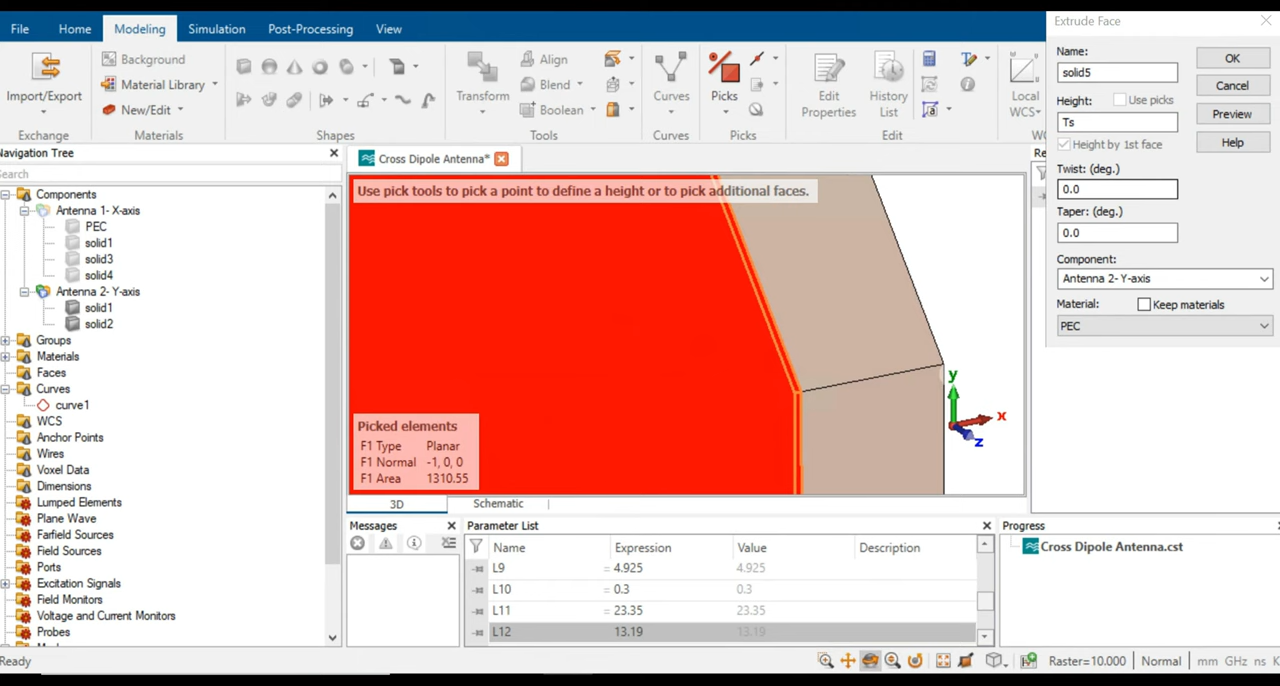 File Home Modeling Simulation Post-Processing View
Import/Export
Exchange
Background
Material Library
New/Edit
Materials
Shapes
Transform
Align
Blend
Boolean
Tools
Curves
Curves
Picks
Picks
Edit
Properties
History
List
Edit
Local
WCS
Navigation Tree
Search
Components
Antenna 1- X-axis
PEC
solid1
solid3
solid4
Antenna 2- Y-axis
solid1
solid2
Groups
Materials
Faces
Curves
curve1
WCS
Anchor Points
Wires
Voxel Data
Dimensions
Lumped Elements
Plane Wave
Farfield Sources
Field Sources
Ports
Excitation Signals
Field Monitors
Voltage and Current Monitors
Probes
Cross Dipole Antenna*
Use pick tools to pick a point to define a height or to pick additional faces.
Picked elements
F1 Type Planar
F1 Normal -1, 0, 0
F1 Area 1310.55
y
x
z
3D Schematic
Extrude Face
Name:
solid5
Height: Use picks
Ts
Height by 1st face
Twist (deg.)
0.0
Taper: (deg.)
0.0
Component:
Antenna 2- Y-axis
Material: Keep materials
PEC
OK
Cancel
Preview
Help
Messages
Parameter List
Name Expression Value Description
L9 = 4.925 4.925
L10 = 0.3 0.3
L11 = 23.35 23.35
L12 13.19 13.19
Progress
Cross Dipole Antenna.cst
Ready
Raster=10.000 Normal mm GHz ns K